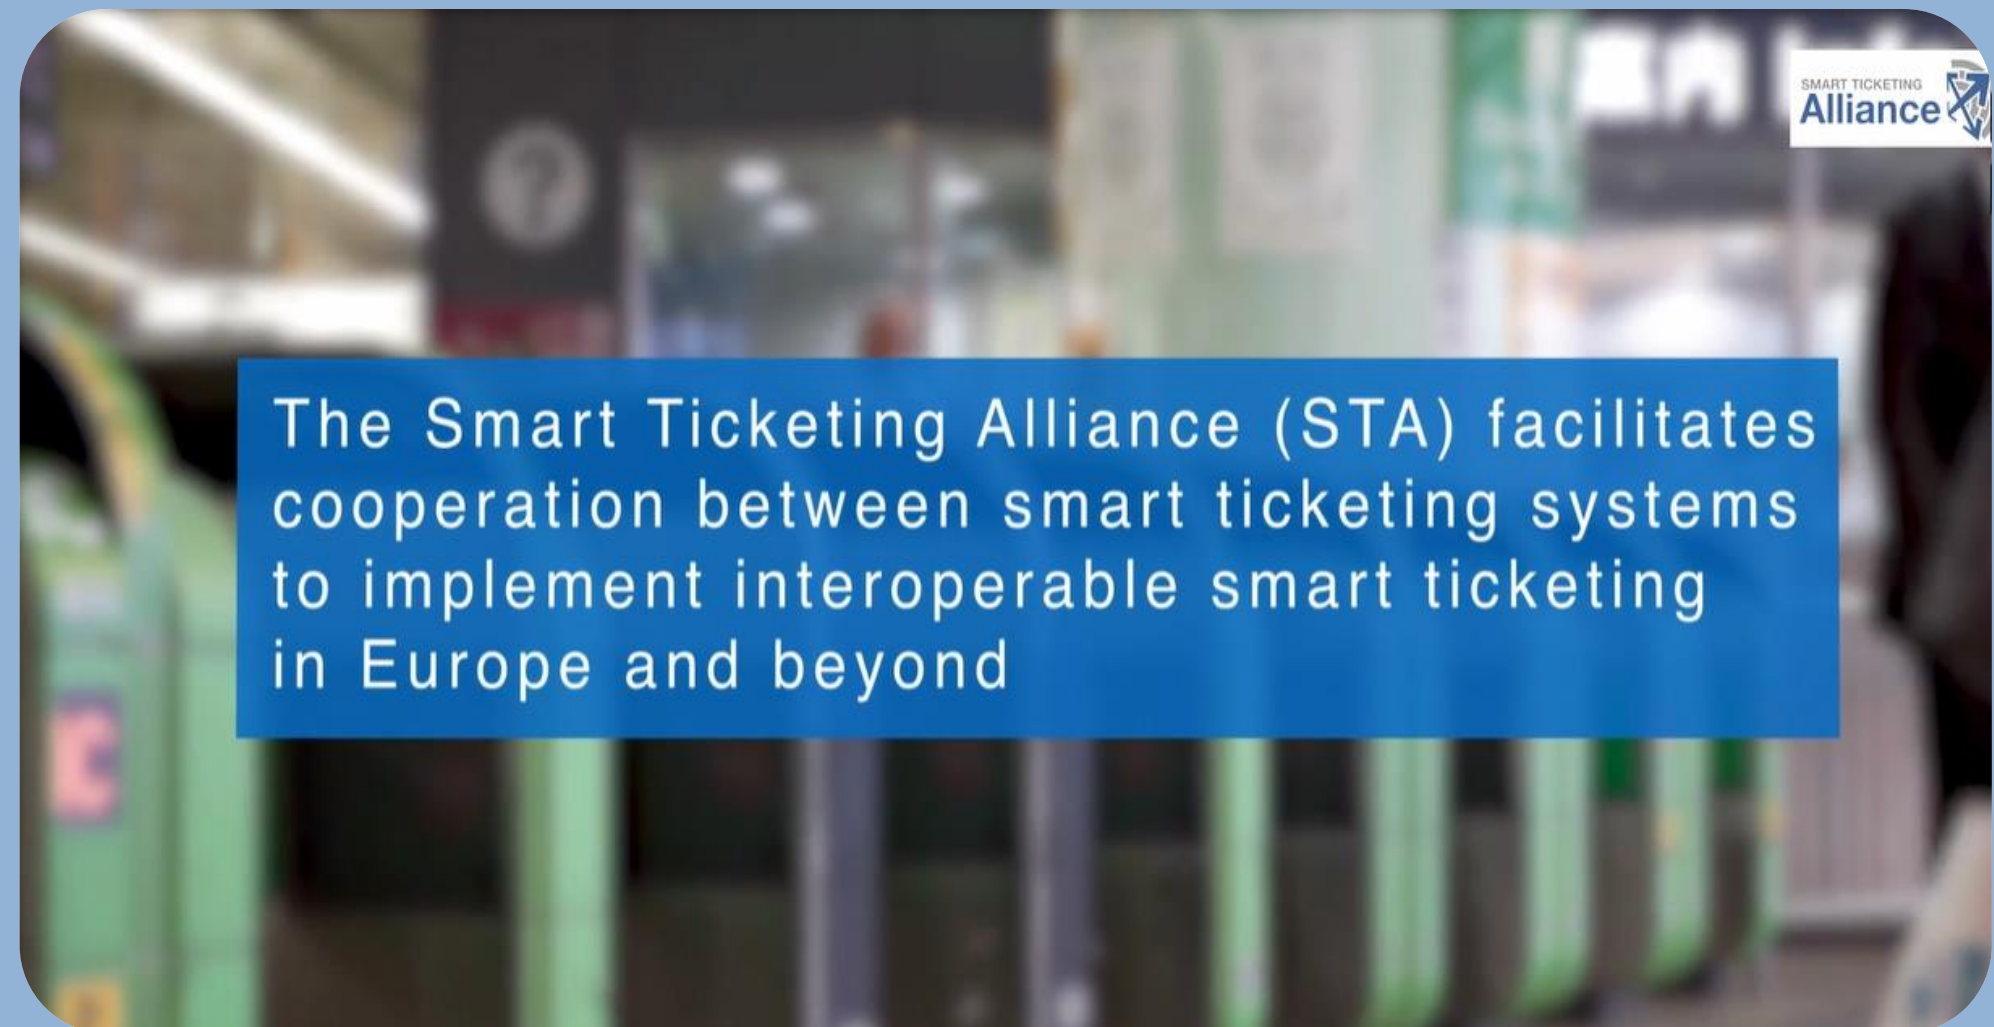 SMART TICKETING
Alliance
The Smart Ticketing Alliance (STA) facilitates
cooperation between smart ticketing systems
to implement interoperable smart ticketing
in Europe and beyond